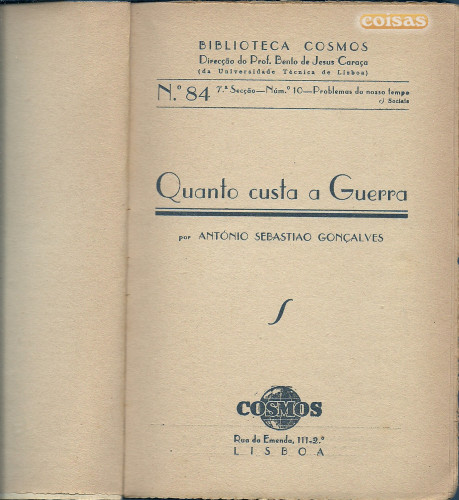 coisas
BIBLIOTECA COSMOS
Direcção do Prof. Bento de Jesus Caraça
(da Universidade Técnica de Lisboa)
N.º 84 7.ª Secção—Núm.º 10—Problemas do nosso tempo
c) Sociais
Quanto custa a Guerra
por ANTÓNIO SEBASTIAO GONÇALVES
COSMOS
Rua da Emenda, 111-2.º
LISBOA